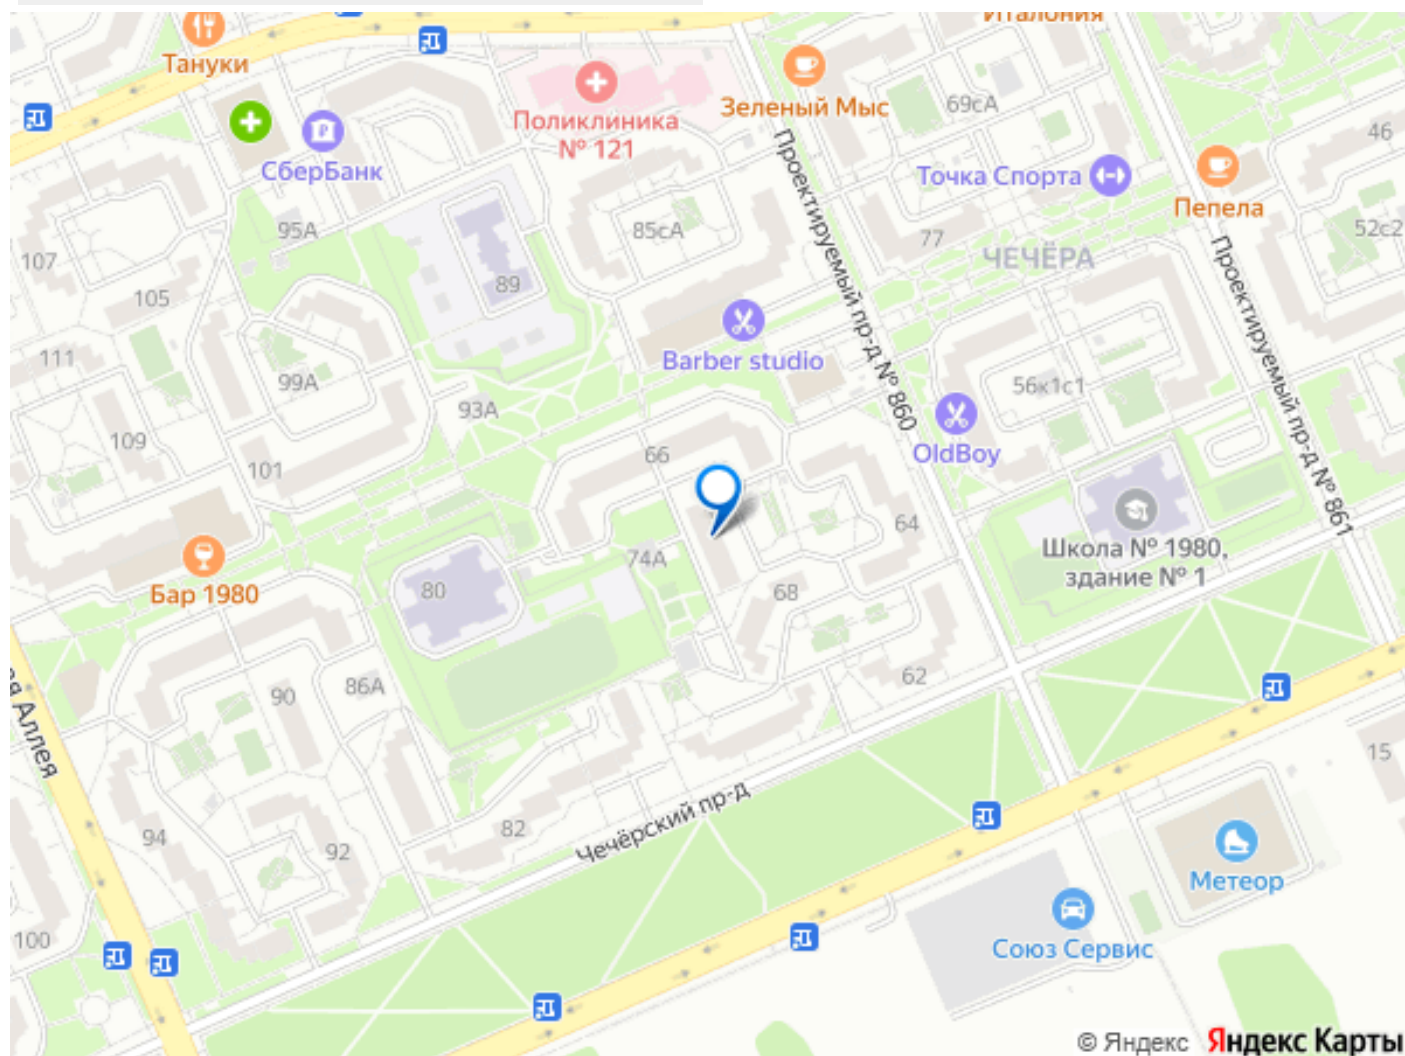 Италония
Тануки
Зеленый Мыс
69сА
Поликлиника
№ 121
46
СберБанк
Точка Спорта
Пепела
95А
85сА
77
52с2
107
ЧЕЧЁРА
Проектируемый пр-д № 860
Проектируемый пр-д № 861
89
105
Barber studio
111
99А
56к1с1
93А
109
66
OldBoy
101
64
74А
Школа № 1980,
здание № 1
80
Бар 1980
68
62
86А
90
ая Аллея
15
Чечёрский пр-д
82
94
92
Метеор
100
Союз Сервис
© Яндекс Яндекс Карты